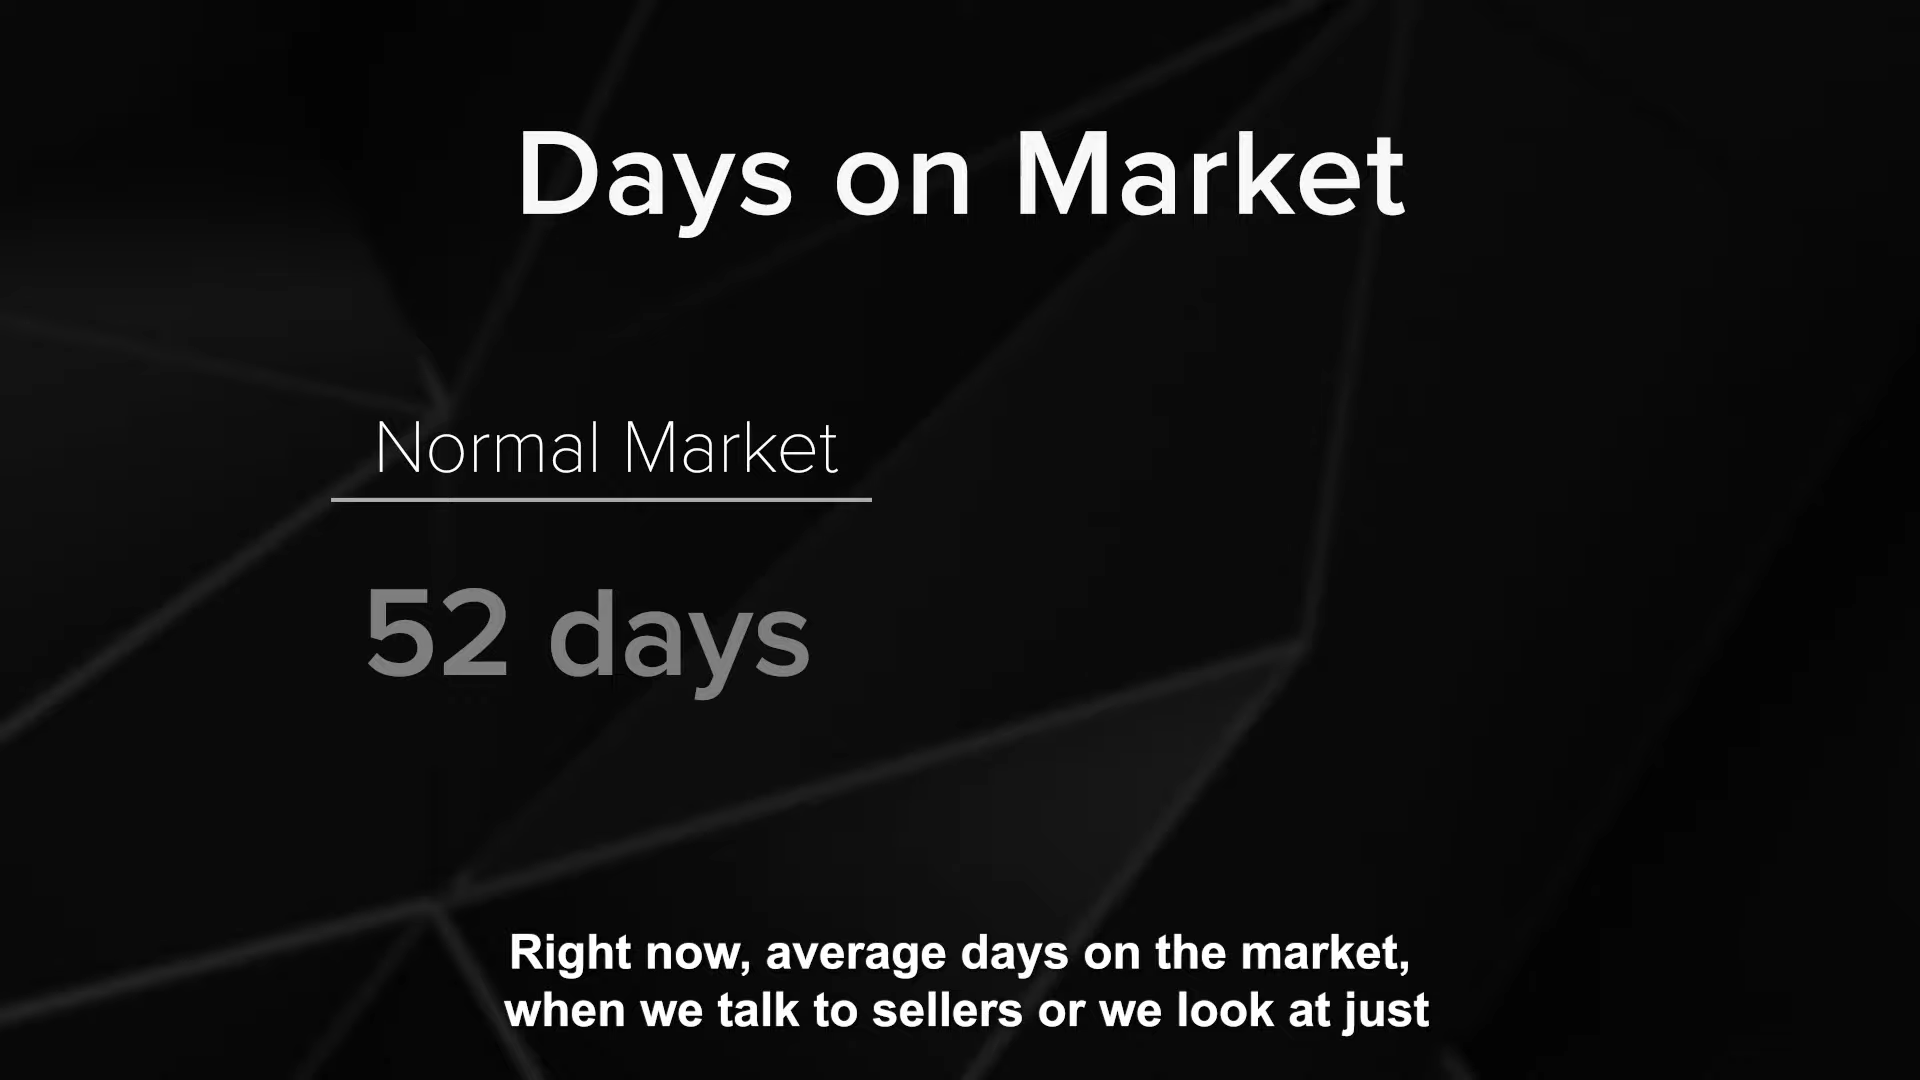 Days on Market
Normal Market
52 days
Right now, average days on the market,
when we talk to sellers or we look at just